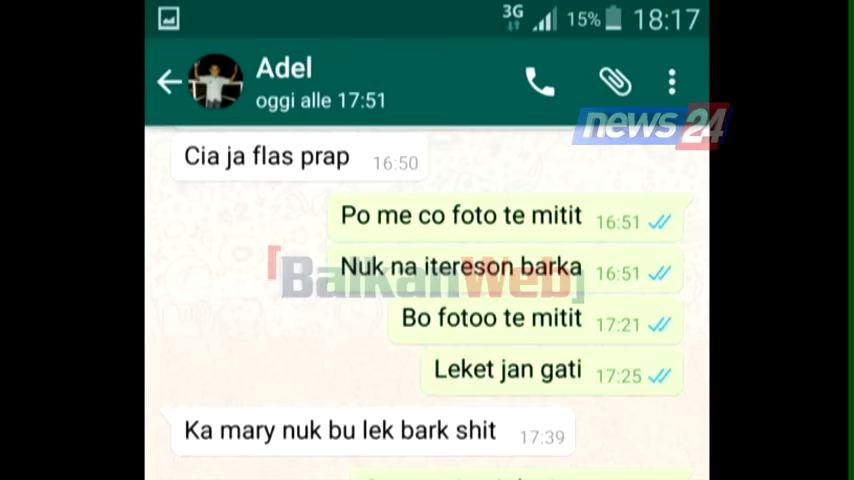 3G 15% 18:17
Adel
oggi alle 17:51
news 24
Cia ja flas prap 16:50
Po me co foto te mitit 16:51
Nuk na itereson barka 16:51
BalkanWeb
Bo fotoo te mitit 17:21
Leket jan gati 17:25
Ka mary nuk bu lek bark shit 17:39